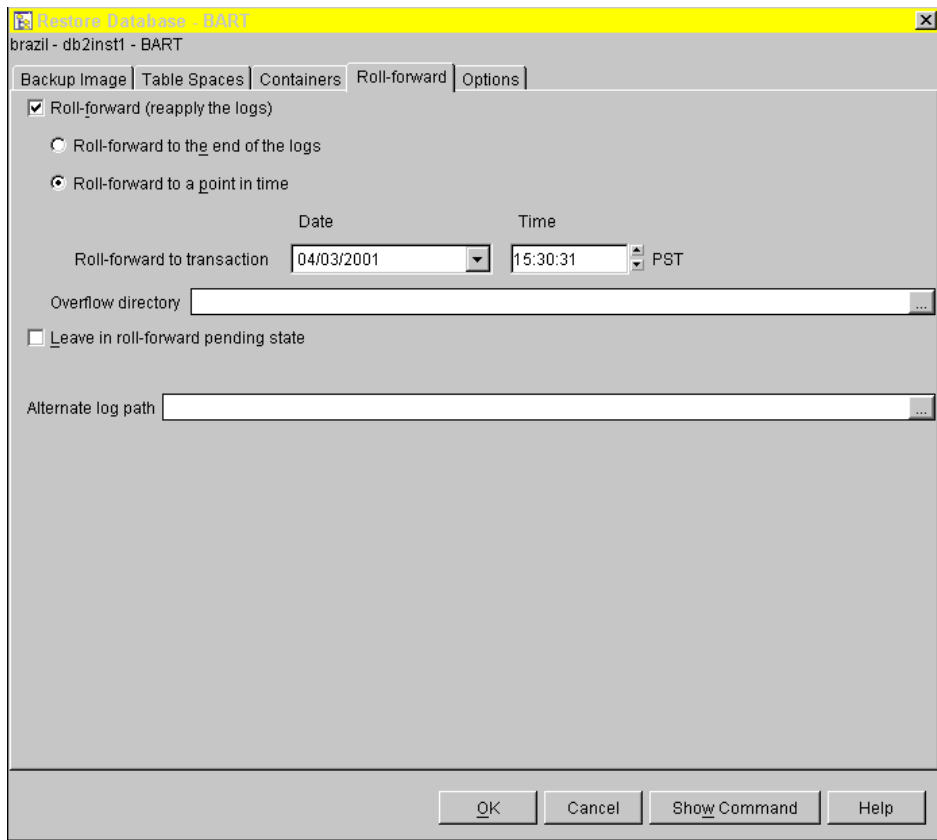 Restore Database - BART
brazil - db2inst1 - BART
Backup Image Table Spaces Containers Roll-forward Options
Roll-forward (reapply the logs)
Roll-forward to the end of the logs
Roll-forward to a point in time
Date Time
Roll-forward to transaction 04/03/2001 15:30:31 PST
Overflow directory ...
Leave in roll-forward pending state
Alternate log path ...
OK Cancel Show Command Help